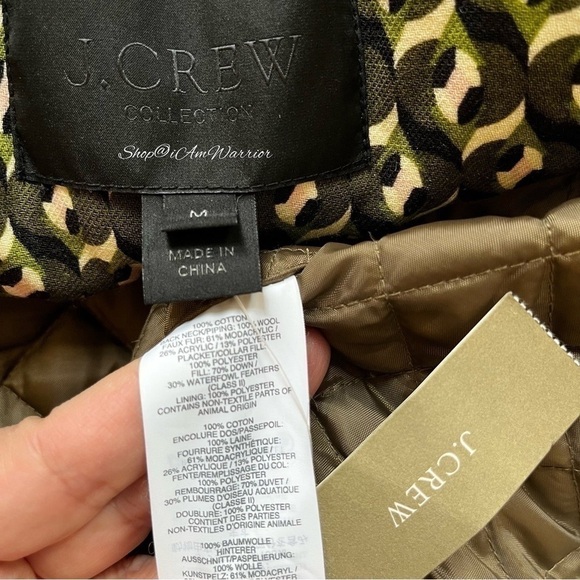 J.CREW
COLLECTION
Shop@iAmWarrior
M
MADE IN
CHINA
100% COTTON
BACK NECK/PIPING: 100% WOOL
FAUX FUR: 61% MODACRYLIC /
26% ACRYLIC / 13% POLYESTER
PLACKET/COLLAR FILL:
100% POLYESTER
FILL: 70% DOWN /
30% WATERFOWL FEATHERS
(CLASS II)
LINING: 100% POLYESTER
CONTAINS NON-TEXTILE PARTS OF
ANIMAL ORIGIN
100% COTON
ENCOLURE DOS/PASSEPOIL:
100% LAINE
FOURRURE SYNTHÉTIQUE:
61% MODACRYLIQUE /
26% ACRYLIQUE / 13% POLYESTER
FENTE/REMPLISSAGE DU COL:
100% POLYESTER
REMBOURRAGE: 70% DUVET /
30% PLUMES D'OISEAU AQUATIQUE
(CLASSE II)
DOUBLURE: 100% POLYESTER
CONTIENT DES PARTIES
NON-TEXTILES D'ORIGINE ANIMAL
100% BAUMWOLLE
HINTERER
AUSSCHNITT/PASPELIERUNG:
100% WOLLE
KUNSTPELZ: 61% MODACRYL
J.CREW